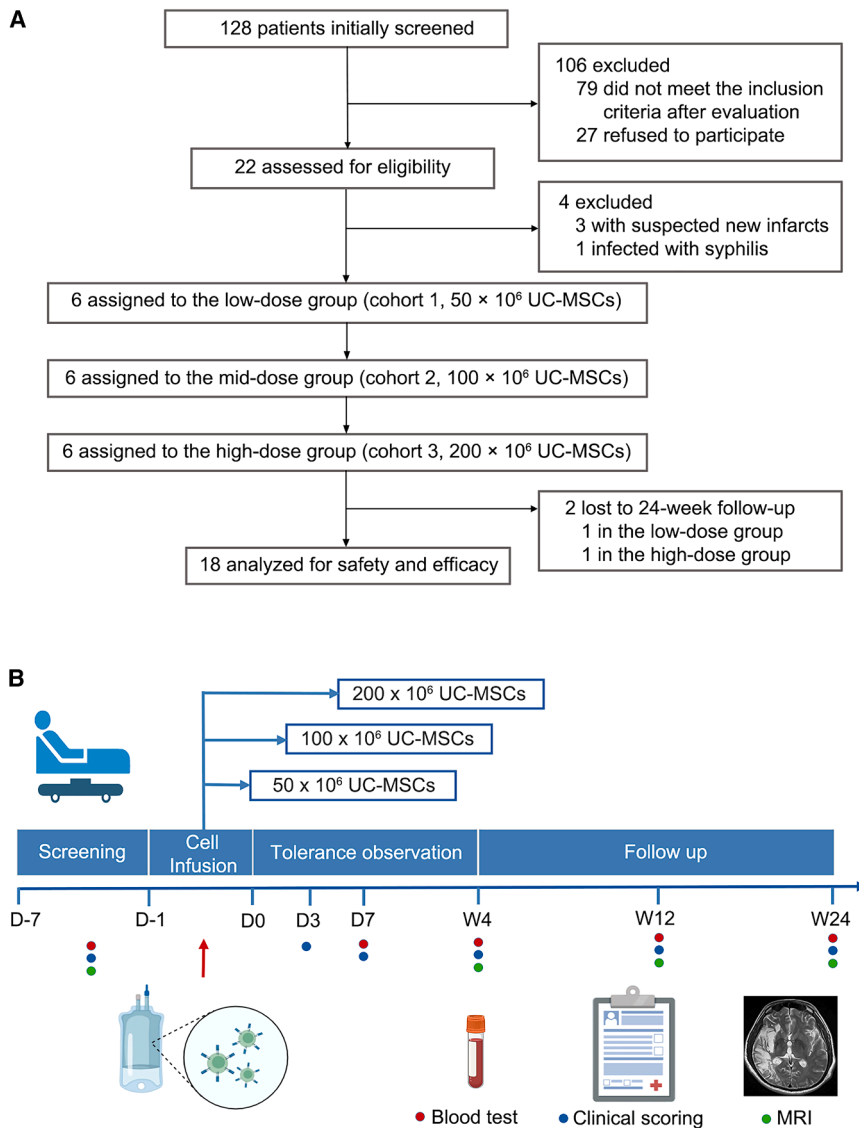 A
128 patients initially screened
106 excluded
79 did not meet the inclusion
criteria after evaluation
27 refused to participate
22 assessed for eligibility
4 excluded
3 with suspected new infarcts
1 infected with syphilis
6 assigned to the low-dose group (cohort 1, 50 × 10⁶ UC-MSCs)
6 assigned to the mid-dose group (cohort 2, 100 × 10⁶ UC-MSCs)
6 assigned to the high-dose group (cohort 3, 200 × 10⁶ UC-MSCs)
2 lost to 24-week follow-up
1 in the low-dose group
1 in the high-dose group
18 analyzed for safety and efficacy
B
200 x 10⁶ UC-MSCs
100 x 10⁶ UC-MSCs
50 x 10⁶ UC-MSCs
Screening
Cell
Infusion
Tolerance observation
Follow up
D-7
D-1
D0
D3
D7
W4
W12
W24
Blood test
Clinical scoring
MRI